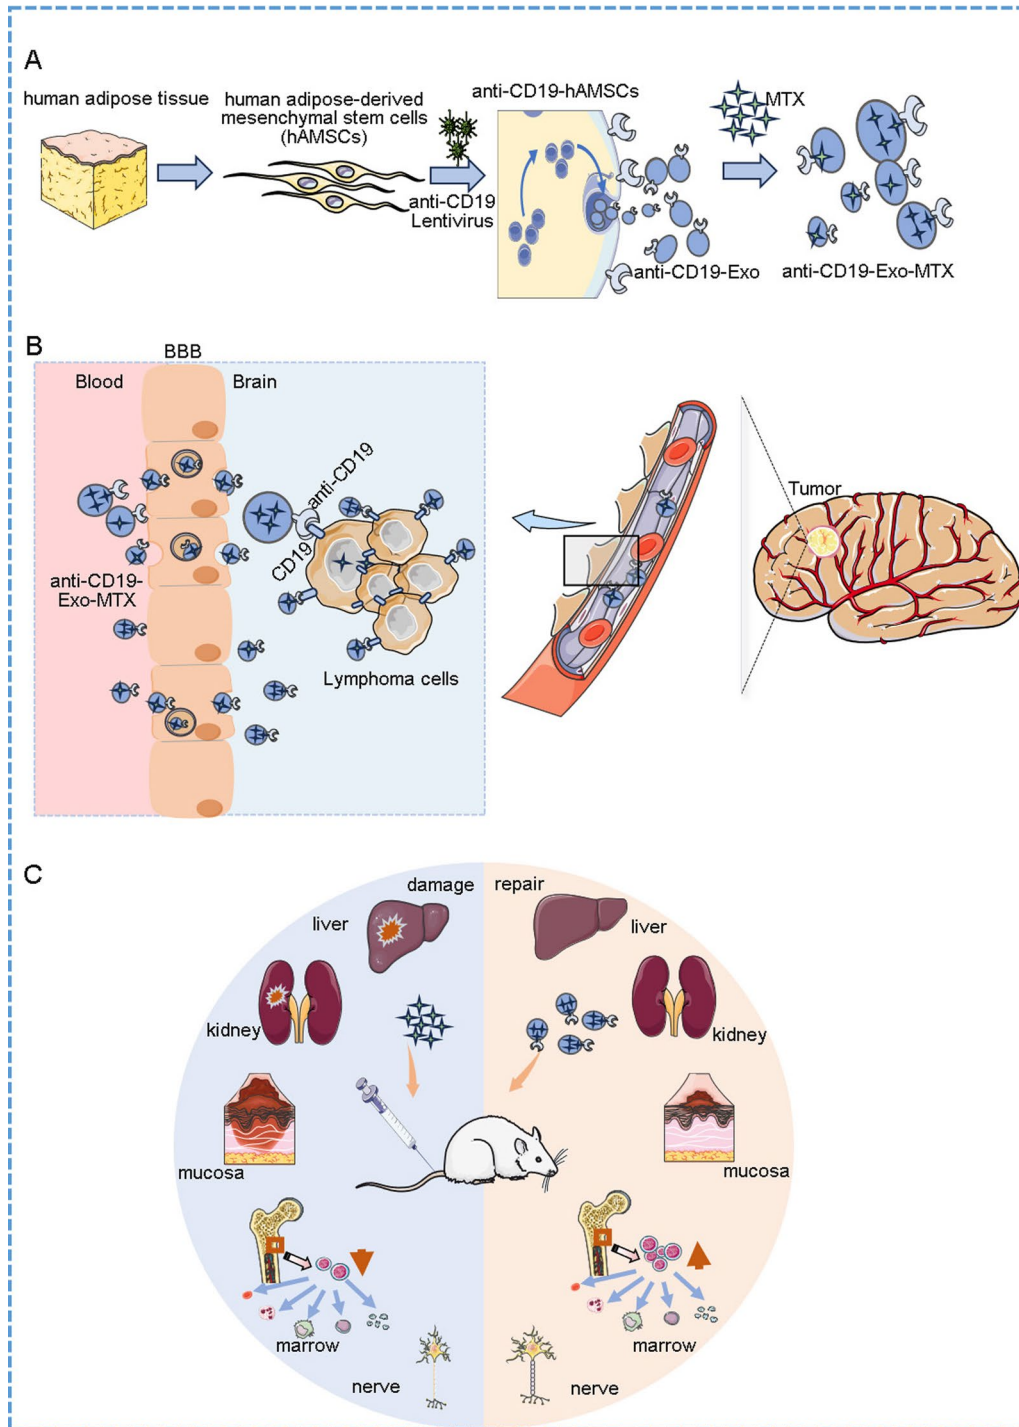 A
human adipose tissue
human adipose-derived
mesenchymal stem cells
(hAMSCs)
anti-CD19
Lentivirus
anti-CD19-hAMSCs
anti-CD19-Exo
MTX
anti-CD19-Exo-MTX
B
BBB
Blood
Brain
anti-CD19
CD19
anti-CD19-
Exo-MTX
Lymphoma cells
Tumor
C
damage
repair
liver
liver
kidney
kidney
mucosa
mucosa
marrow
marrow
nerve
nerve